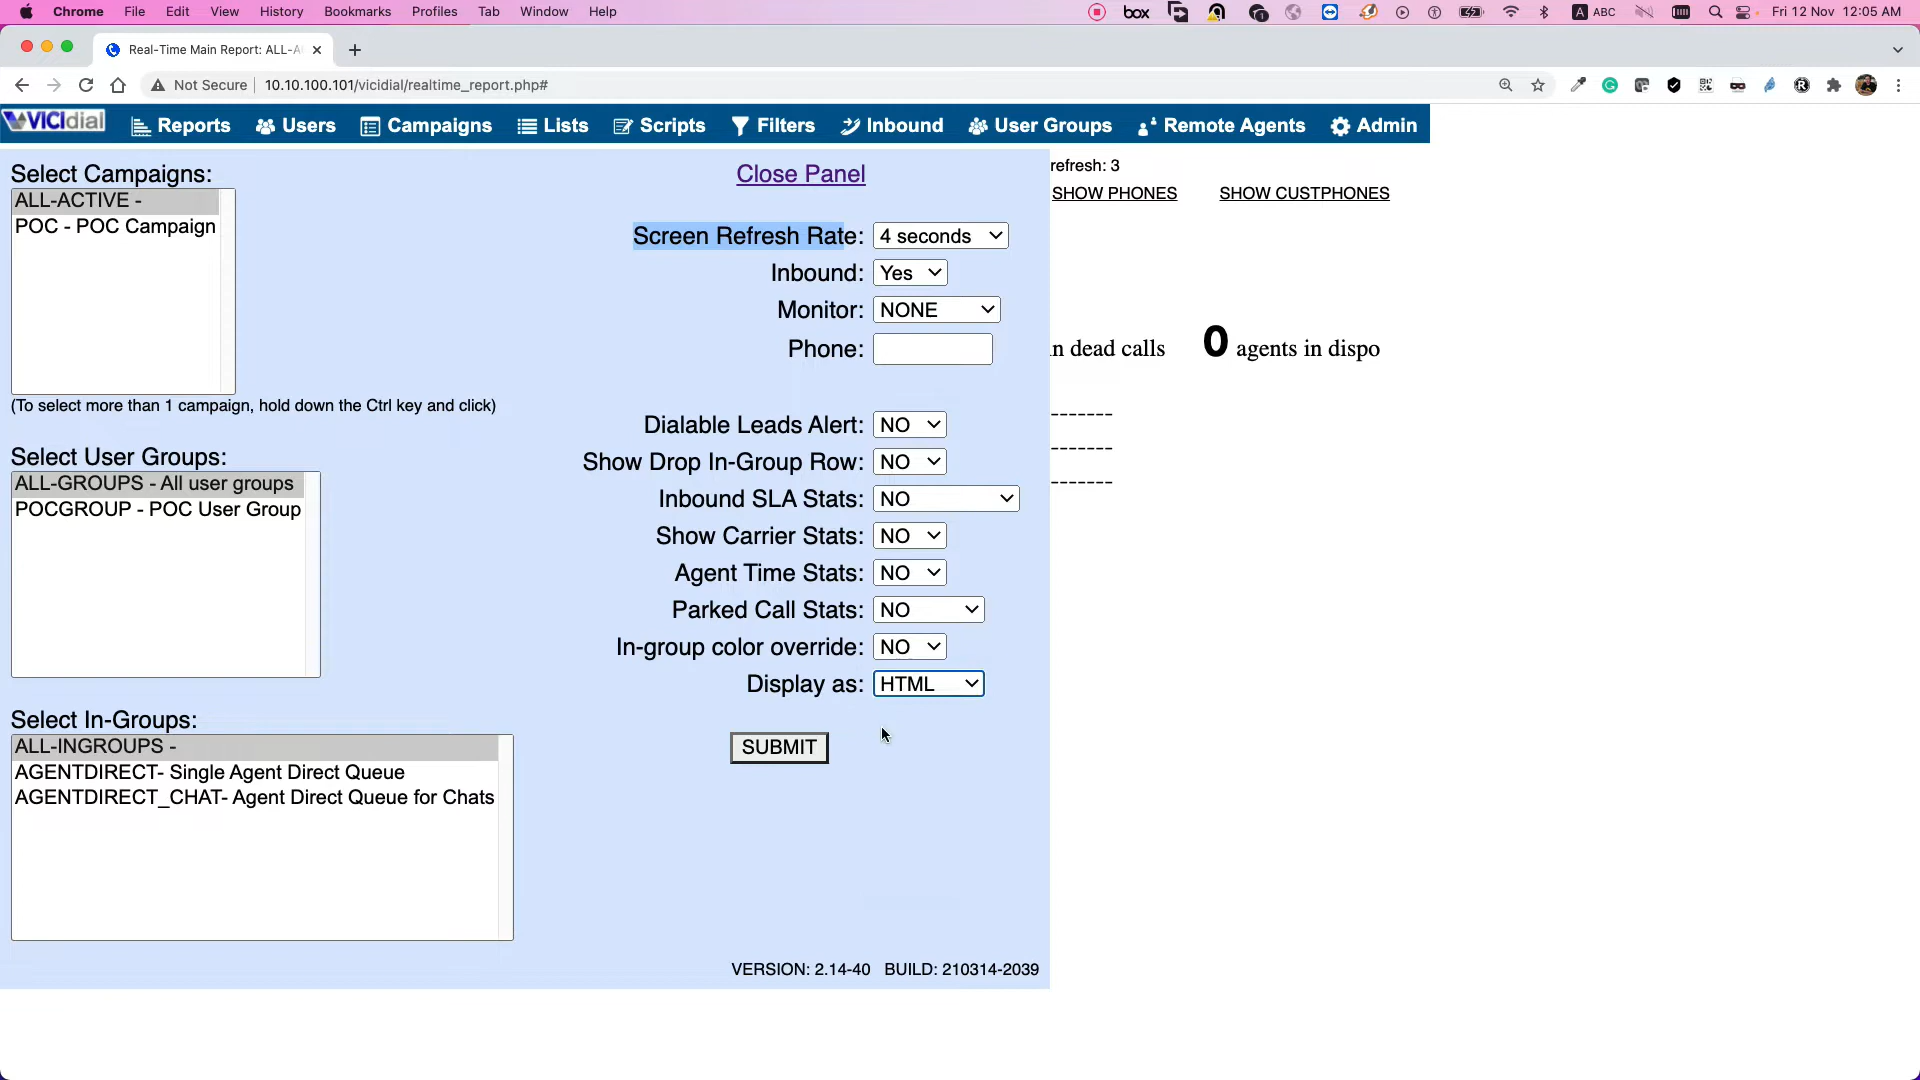 Chrome File Edit View History Bookmarks Profiles Tab Window Help box ABC Fri 12 Nov 12:05 AM
Real-Time Main Report: ALL-A
Not Secure 10.10.100.101/vicidial/realtime_report.php#
VICIdial Reports Users Campaigns Lists Scripts Filters Inbound User Groups Remote Agents Admin
Select Campaigns:
ALL-ACTIVE -
POC - POC Campaign
(To select more than 1 campaign, hold down the Ctrl key and click)
Select User Groups:
ALL-GROUPS - All user groups
POCGROUP - POC User Group
Select In-Groups:
ALL-INGROUPS -
AGENTDIRECT- Single Agent Direct Queue
AGENTDIRECT_CHAT- Agent Direct Queue for Chats
Close Panel
Screen Refresh Rate: 4 seconds
Inbound: Yes
Monitor: NONE
Phone:
Dialable Leads Alert: NO
Show Drop In-Group Row: NO
Inbound SLA Stats: NO
Show Carrier Stats: NO
Agent Time Stats: NO
Parked Call Stats: NO
In-group color override: NO
Display as: HTML
SUBMIT
VERSION: 2.14-40 BUILD: 210314-2039
refresh: 3
SHOW PHONES SHOW CUSTPHONES
in dead calls 0 agents in dispo
-------
-------
-------